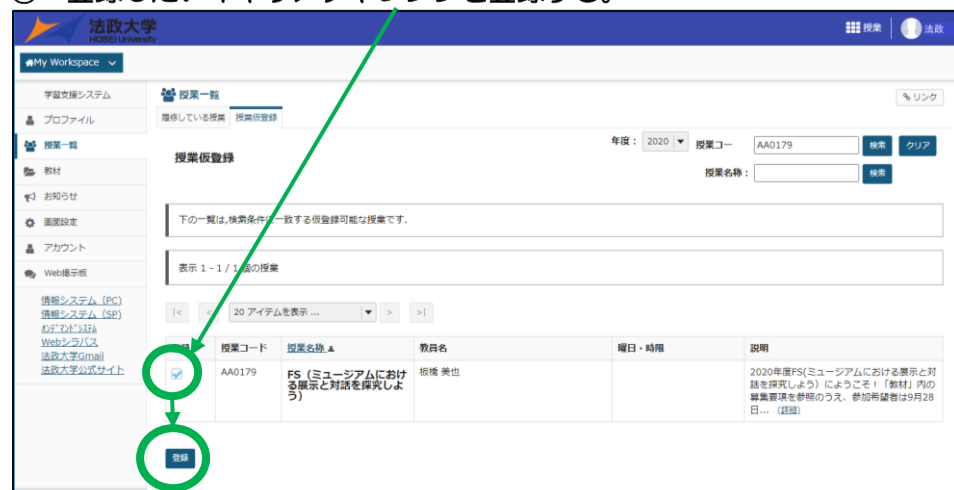 法政大学
HOSEI University
授業
法政
My Workspace
学習支援システム
プロファイル
授業一覧
教材
お知らせ
画面設定
アカウント
Web掲示板
情報システム（PC）
情報システム（SP）
ｵﾝﾃﾞﾏﾝﾄﾞｼｽﾃﾑ
Webシラバス
法政大学Gmail
法政大学公式サイト
授業一覧
リンク
履修している授業 授業仮登録
授業仮登録
年度： 2020 授業コー AA0179 検索 クリア
授業名称： 検索
下の一覧は,検索条件に一致する仮登録可能な授業です.
表示 1 - 1 / 1 個の授業
|< < 20 アイテムを表示 ... > >|
授業コード 授業名称 教員名 曜日・時限 説明
AA0179
FS（ミュージアムにおけ
る展示と対話を探究しよ
う）
板橋 美也
2020年度FS(ミュージアムにおける展示と対
話を探究しよう）にようこそ！「教材」内の
募集要項を参照のうえ、参加希望者は9月28
日... (詳細)
登録